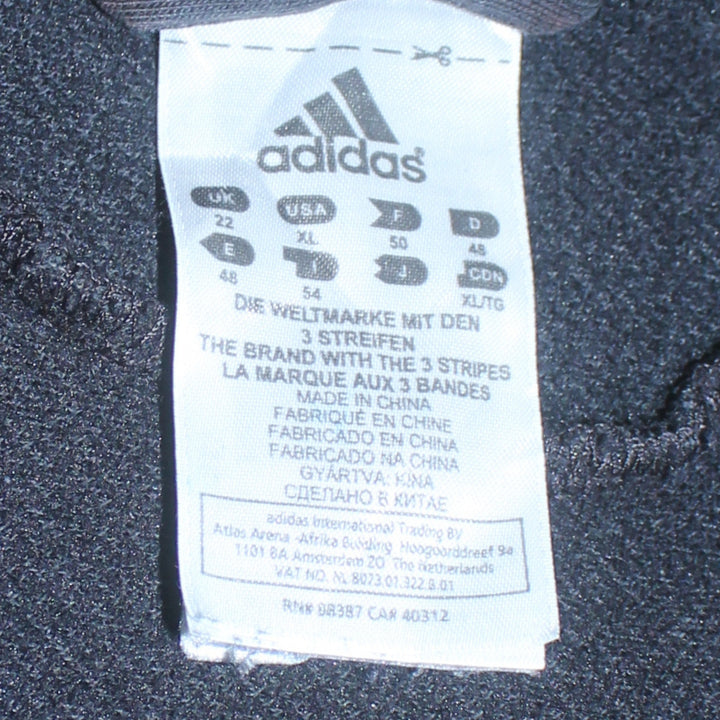 adidas
UK USA F D
22 XL 50 48
E I J CDN
48 54 XL/TG
DIE WELTMARKE MIT DEN
3 STREIFEN
THE BRAND WITH THE 3 STRIPES
LA MARQUE AUX 3 BANDES
MADE IN CHINA
FABRIQUÉ EN CHINE
FABRICADO EN CHINA
FABRICADO NA CHINA
GYÁRTVA: KINA
СДЕЛАНО В КИТАЕ
adidas International Trading BV
Atlas Arena -Afrika Building Hoogoorddreef 9a
1101 BA Amsterdam ZO The Netherlands
VAT NO. NL 8073.01.322.B.01
RN# 88387 CA# 40312